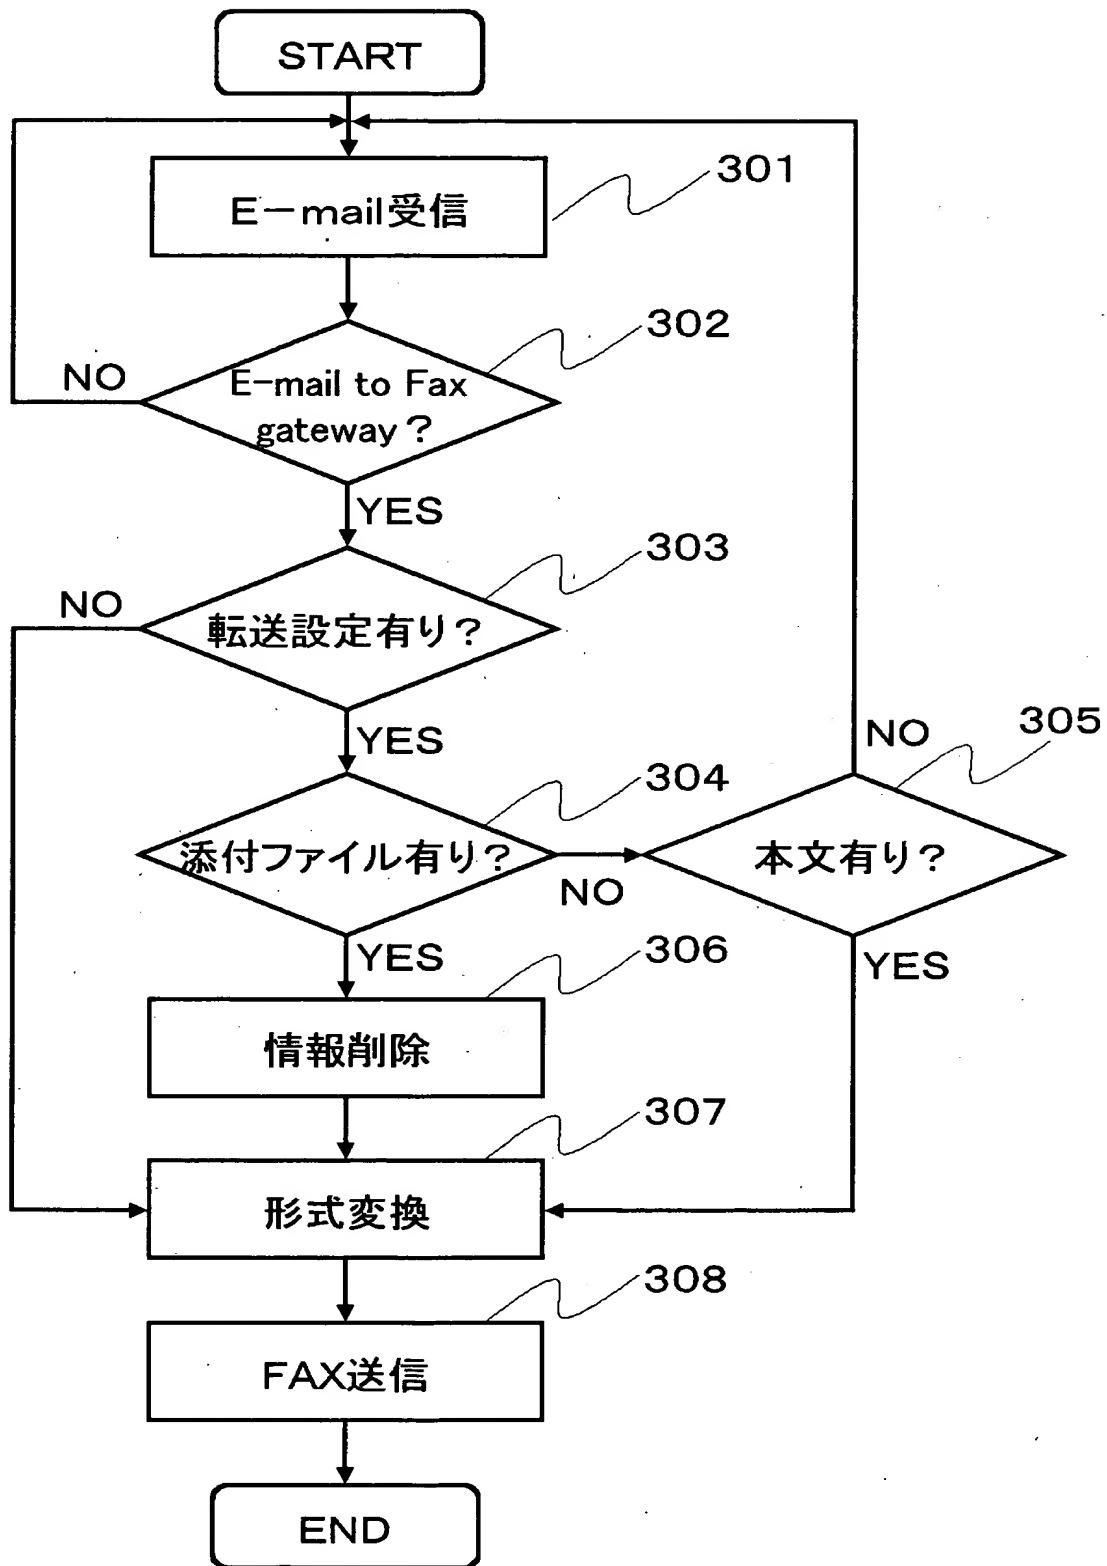 START
301
E－mail受信
302
NO
E-mail to Fax
gateway？
YES
303
NO
転送設定有り？
YES
NO
305
304
添付ファイル有り？
NO
本文有り？
YES
306
YES
情報削除
307
形式変換
308
FAX送信
END